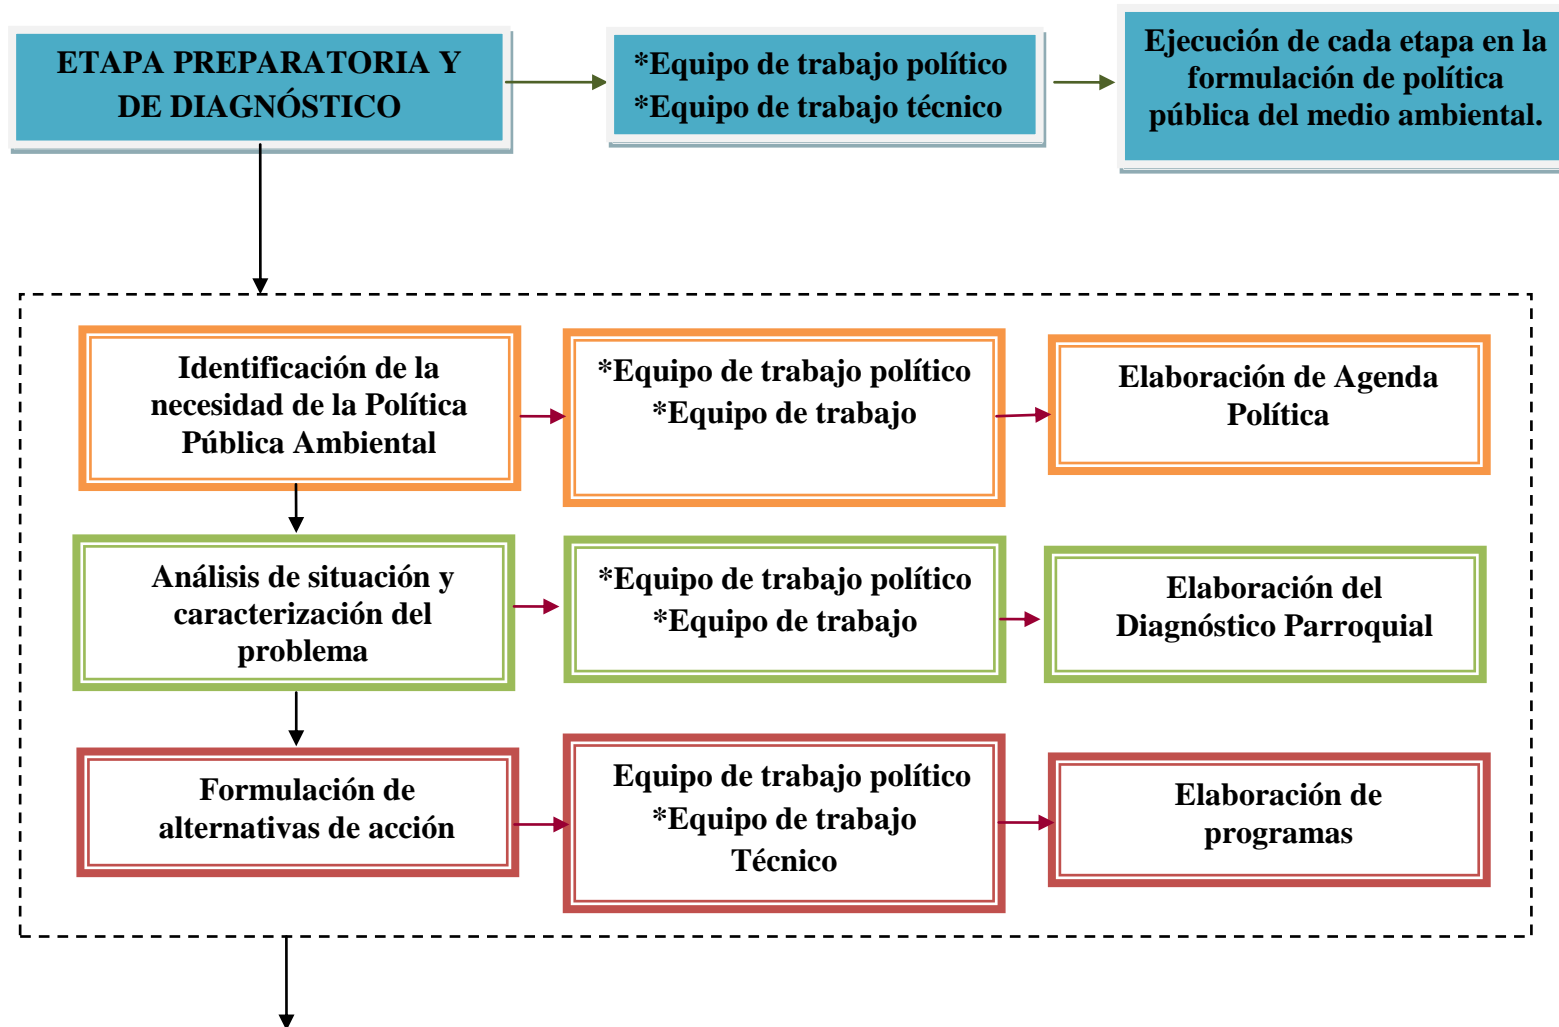 ETAPA PREPARATORIA Y
DE DIAGNÓSTICO
*Equipo de trabajo político
*Equipo de trabajo técnico
Ejecución de cada etapa en la
formulación de política
pública del medio ambiental.
Identificación de la
necesidad de la Política
Pública Ambiental
*Equipo de trabajo político
*Equipo de trabajo
Elaboración de Agenda
Política
Análisis de situación y
caracterización del
problema
*Equipo de trabajo político
*Equipo de trabajo
Elaboración del
Diagnóstico Parroquial
Formulación de
alternativas de acción
Equipo de trabajo político
*Equipo de trabajo
Técnico
Elaboración de
programas